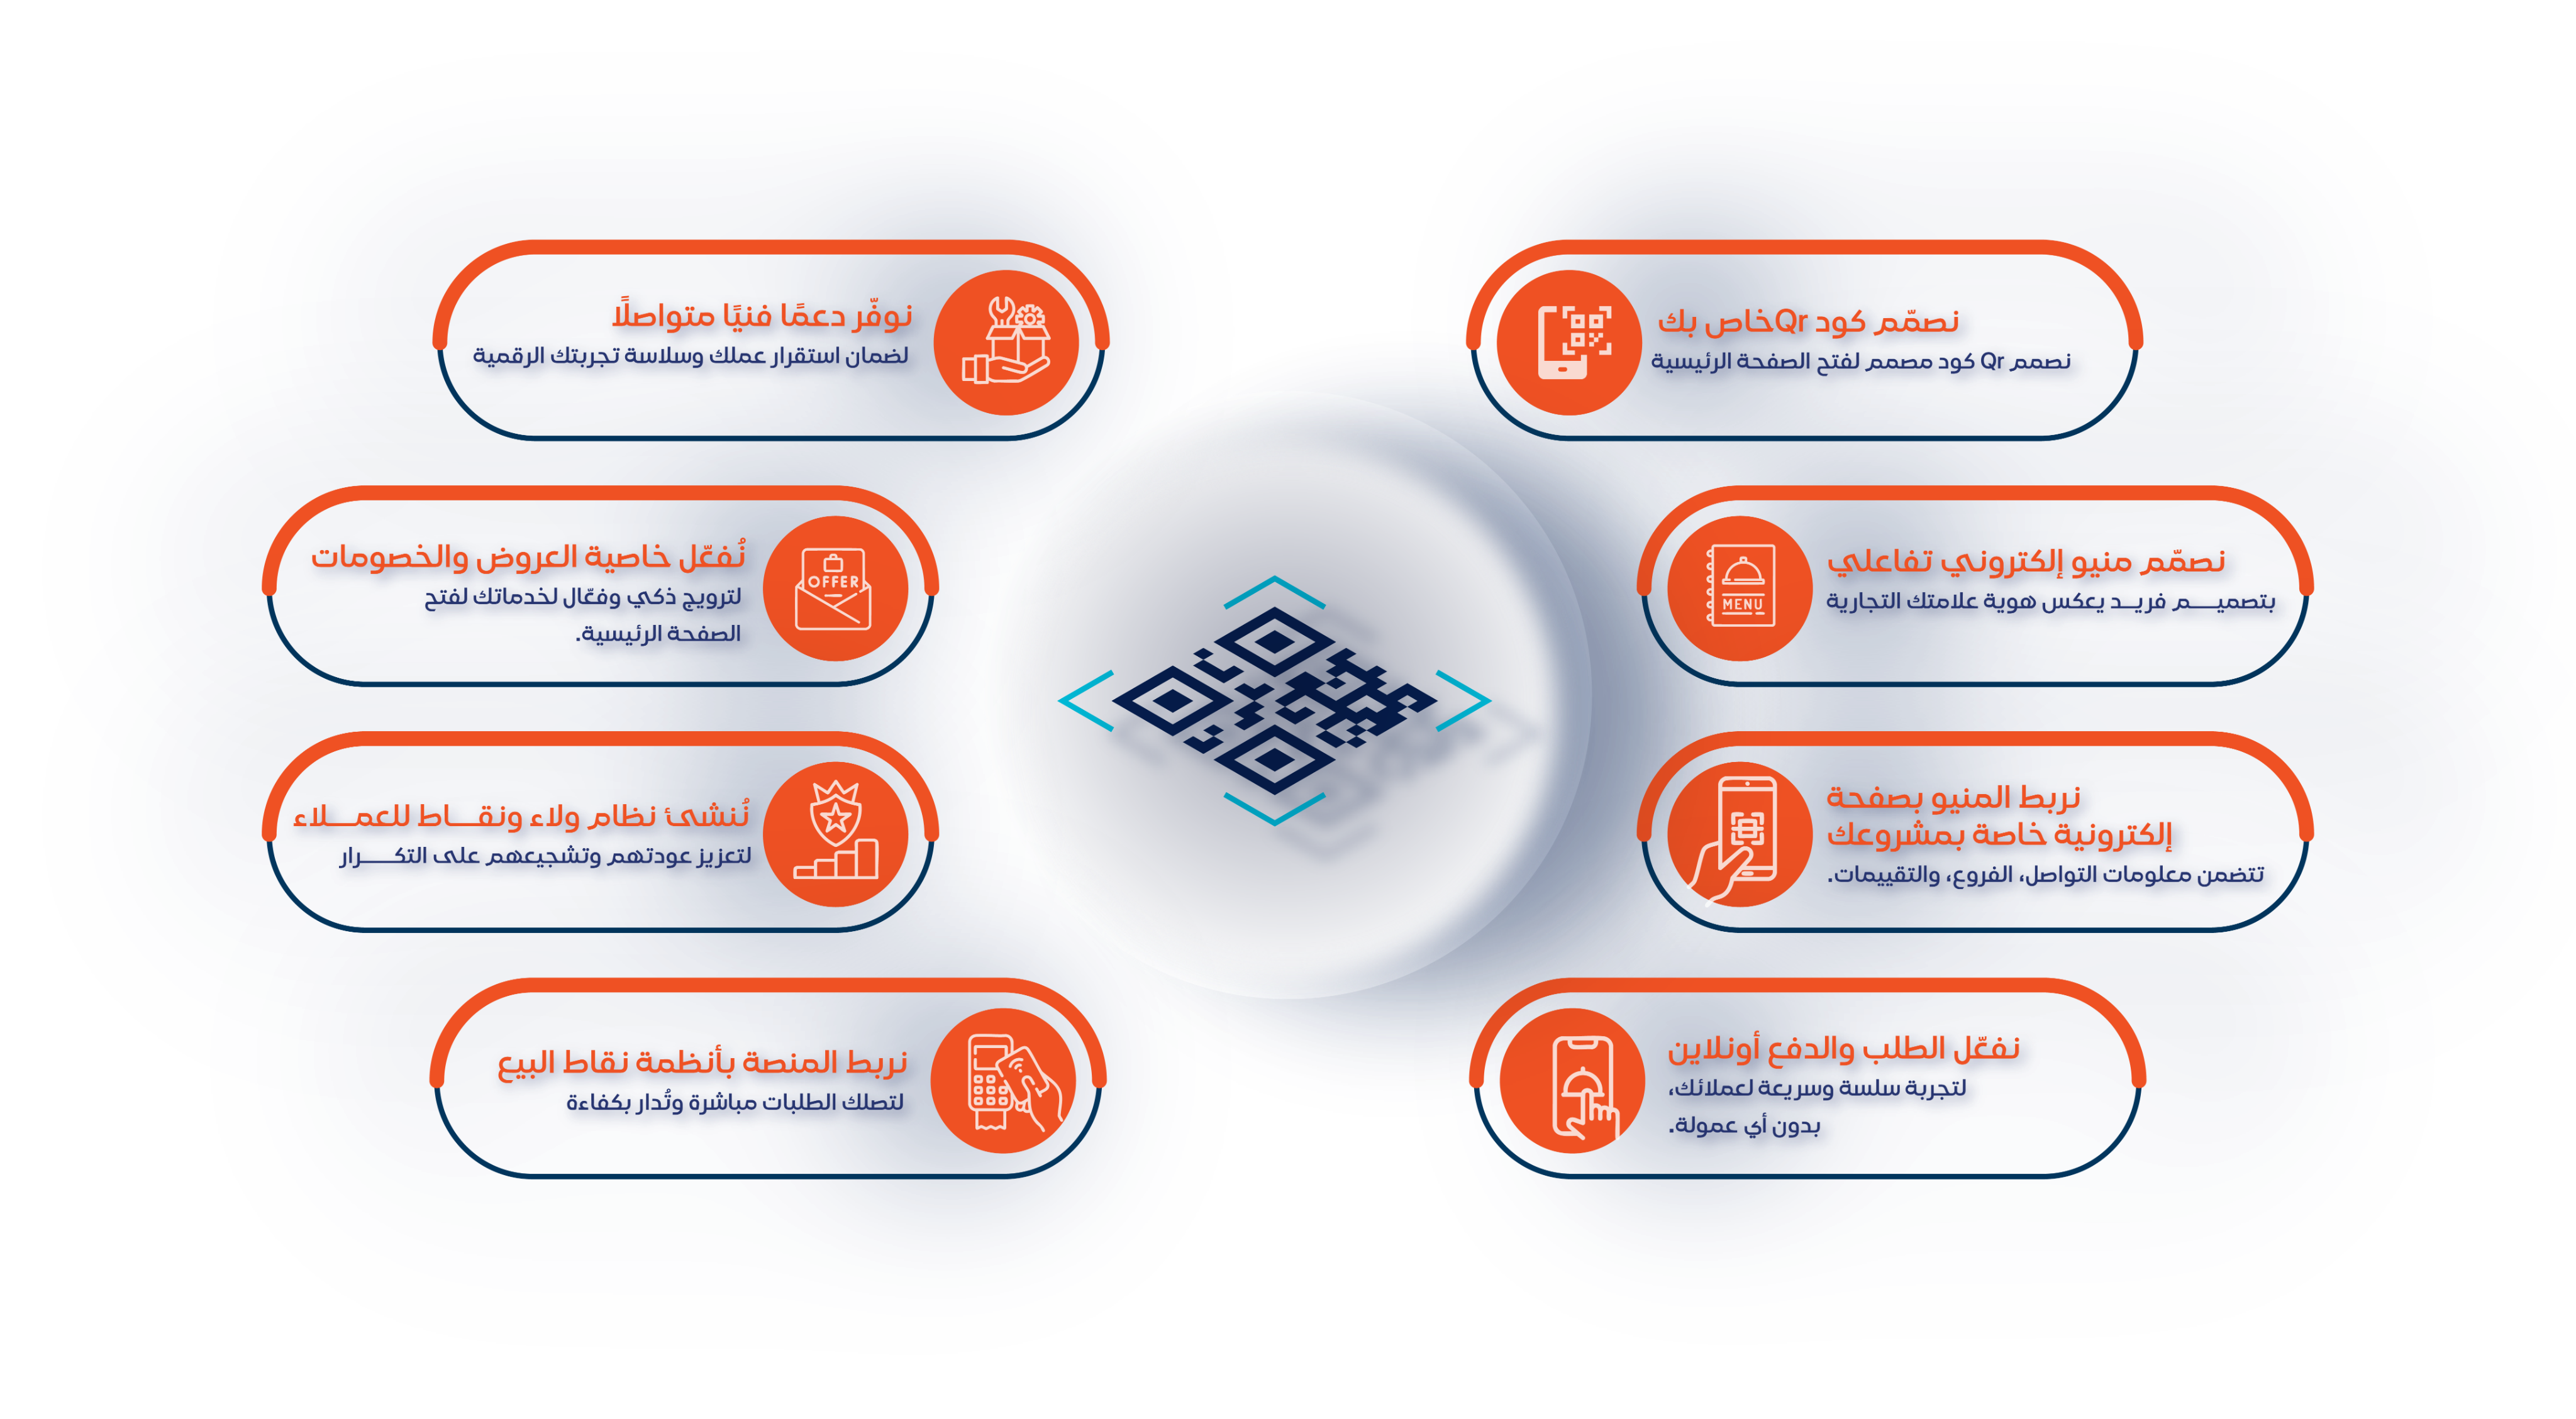 نصمّم كود Qrخاص بك
نصمم Qr كود مصمم لفتح الصفحة الرئيسية
نصمّم منيو إلكتروني تفاعلي
بتصميـــم فريــد يعكس هوية علامتك التجارية
MENU
نربط المنيو بصفحة
إلكترونية خاصة بمشروعك
تتضمن معلومات التواصل، الفروع، والتقييمات.
نفعّل الطلب والدفع أونلاين
لتجربة سلسة وسريعة لعملائك،
بدون أي عمولة.
نوفّر دعمًا فنيًا متواصلًا
لضمان استقرار عملك وسلاسة تجربتك الرقمية
نُفعّل خاصية العروض والخصومات
لترويج ذكي وفعّال لخدماتك لفتح
الصفحة الرئيسية.
OFFER
نُنشئ نظام ولاء ونقـــاط للعمـــلاء
لتعزيز عودتهم وتشجيعهم على التكـــرار
نربط المنصة بأنظمة نقاط البيع
لتصلك الطلبات مباشرة وتُدار بكفاءة